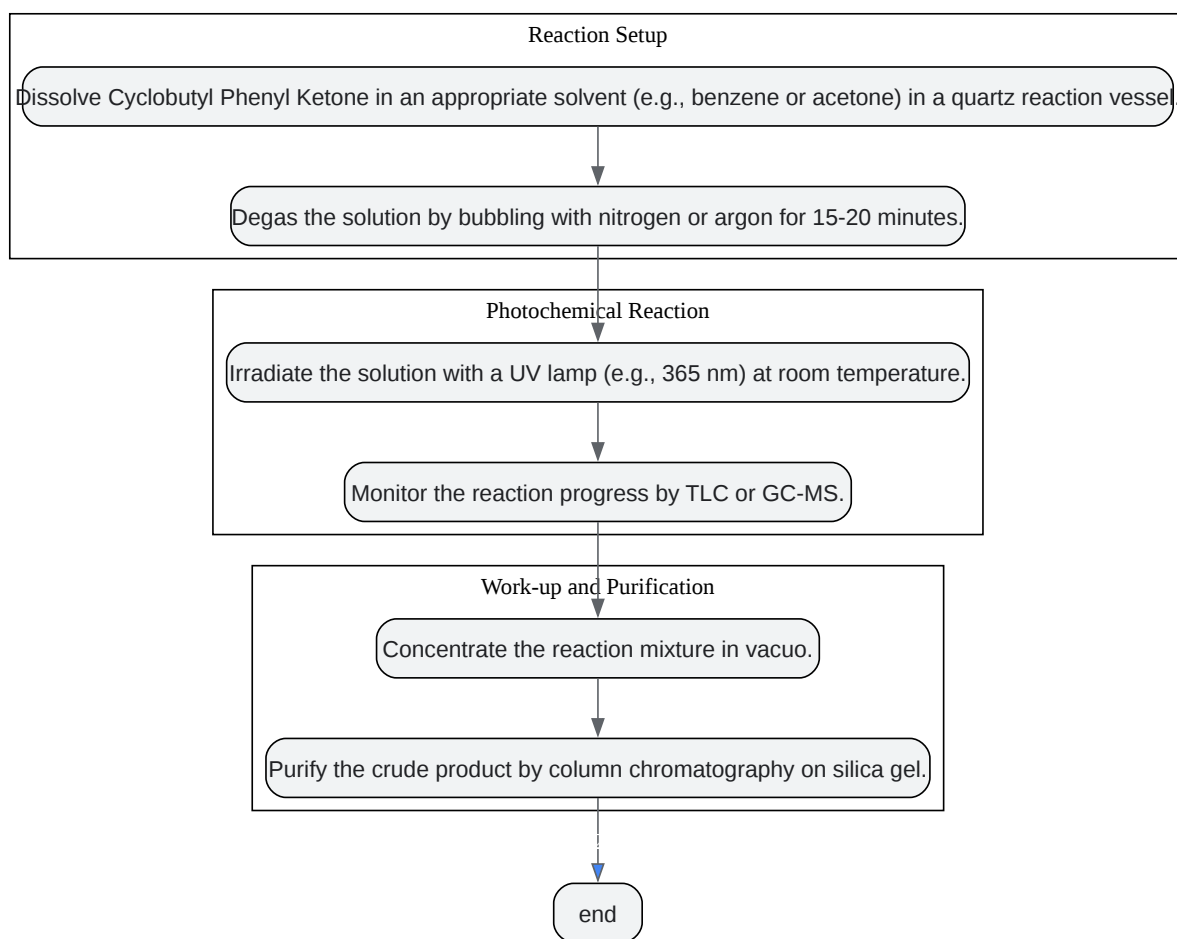 Reaction Setup
Dissolve Cyclobutyl Phenyl Ketone in an appropriate solvent (e.g., benzene or acetone) in a quartz reaction vessel.
Degas the solution by bubbling with nitrogen or argon for 15-20 minutes.
Photochemical Reaction
Irradiate the solution with a UV lamp (e.g., 365 nm) at room temperature.
Monitor the reaction progress by TLC or GC-MS.
Work-up and Purification
Concentrate the reaction mixture in vacuo.
Purify the crude product by column chromatography on silica gel.
end